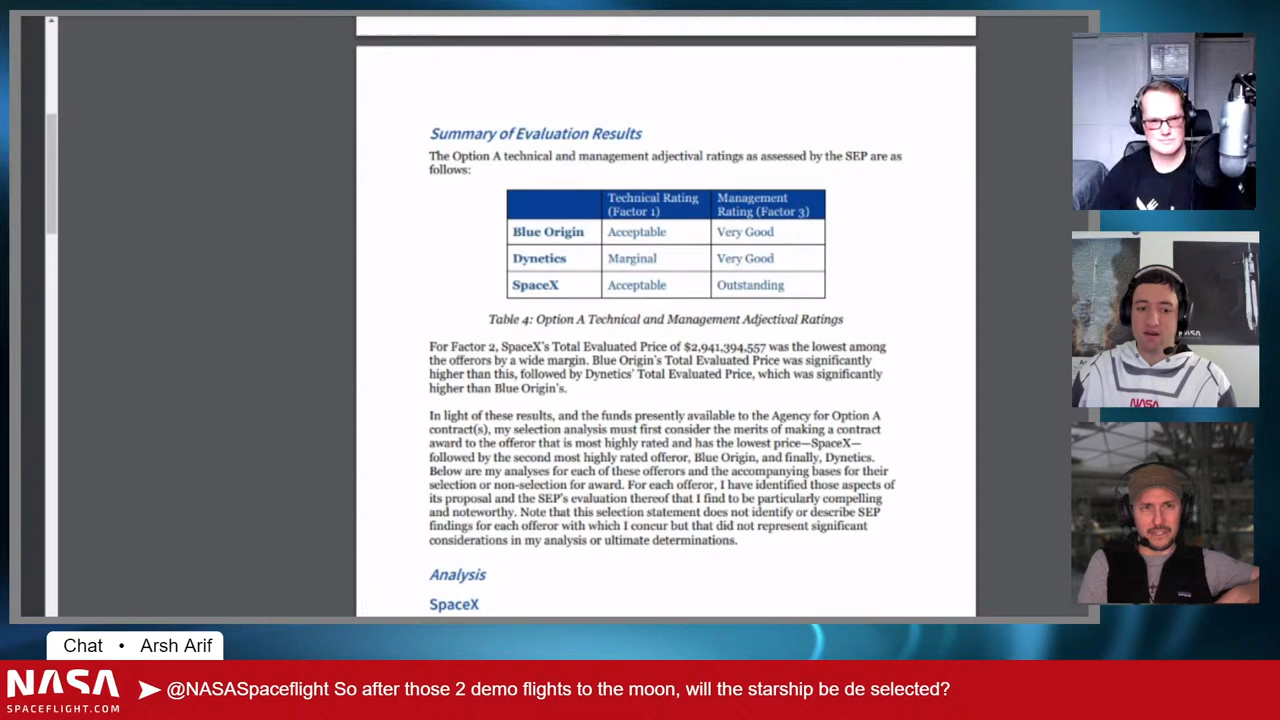 Summary of Evaluation Results
The Option A technical and management adjectival ratings as assessed by the SEP are as
follows:
Technical Rating (Factor 1) Management Rating (Factor 3)
Blue Origin Acceptable Very Good
Dynetics Marginal Very Good
SpaceX Acceptable Outstanding
Table 4: Option A Technical and Management Adjectival Ratings
For Factor 2, SpaceX's Total Evaluated Price of $2,941,394,557 was the lowest among
the offerors by a wide margin. Blue Origin's Total Evaluated Price was significantly
higher than this, followed by Dynetics' Total Evaluated Price, which was significantly
higher than Blue Origin's.
In light of these results, and the funds presently available to the Agency for Option A
contract(s), my selection analysis must first consider the merits of making a contract
award to the offeror that is most highly rated and has the lowest price—SpaceX—
followed by the second most highly rated offeror, Blue Origin, and finally, Dynetics.
Below are my analyses for each of these offerors and the accompanying bases for their
selection or non-selection for award. For each offeror, I have identified those aspects of
its proposal and the SEP's evaluation thereof that I find to be particularly compelling
and noteworthy. Note that this selection statement does not identify or describe SEP
findings for each offeror with which I concur but that did not represent significant
considerations in my analysis or ultimate determinations.
Analysis
SpaceX
NASA
Chat • Arsh Arif
NASA
SPACEFLIGHT.COM
@NASASpaceflight So after those 2 demo flights to the moon, will the starship be de selected?